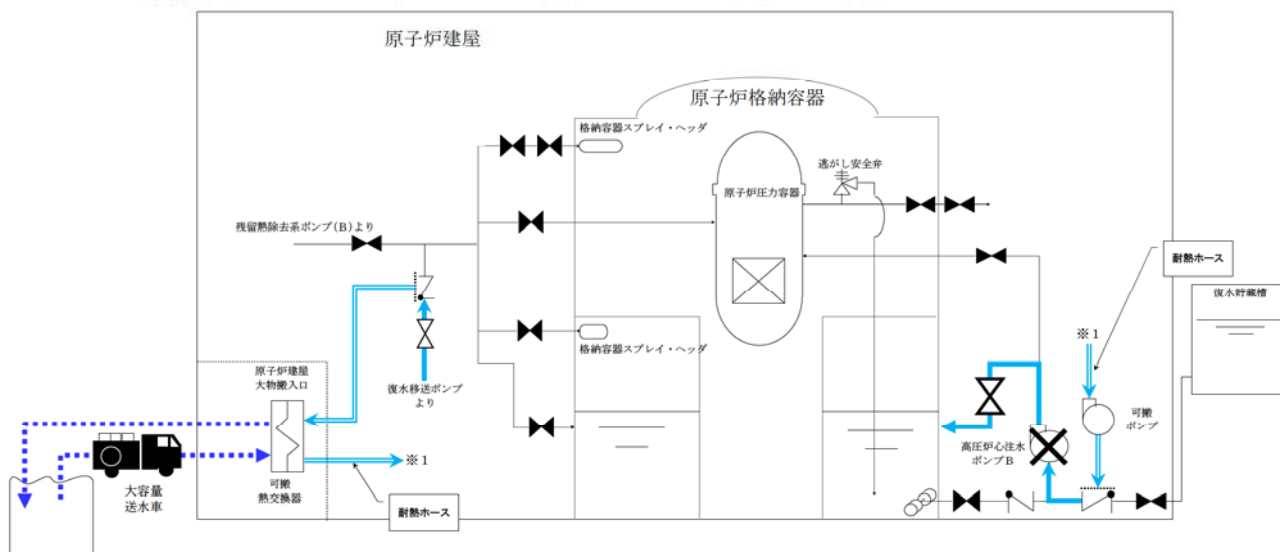 原子炉建屋
原子炉格納容器
格納容器スプレイ・ヘッダ
逃がし安全弁
原子炉圧力容器
残留熱除去系ポンプ(B)より
耐熱ホース
復水貯蔵槽
※1
格納容器スプレイ・ヘッダ
原子炉建屋
大物搬入口
復水移送ポンプ
より
可搬
ポンプ
高圧炉心注水
ポンプB
※1
可搬
熱交換器
大容量
送水車
耐熱ホース